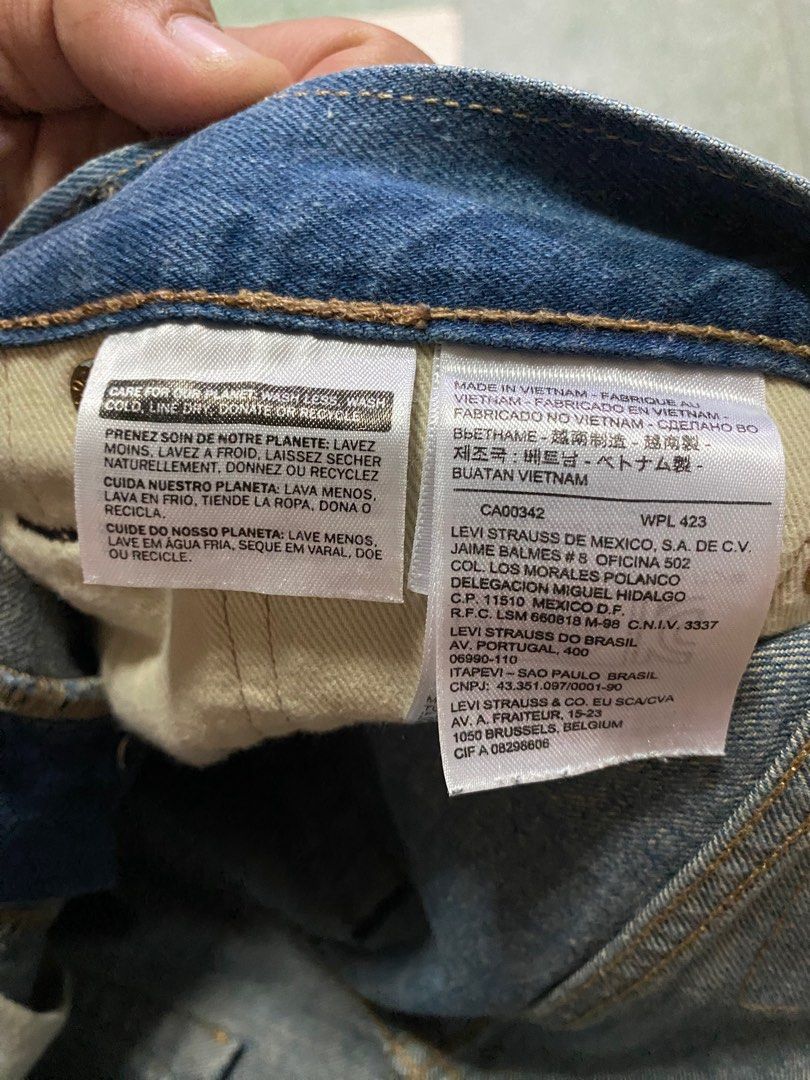 CARE FOR OUR PLANET: WASH LESS, WASH
COLD, LINE DRY, DONATE OR RECYCLE
PRENEZ SOIN DE NOTRE PLANETE: LAVEZ
MOINS, LAVEZ A FROID, LAISSEZ SECHER
NATURELLEMENT, DONNEZ OU RECYCLEZ
CUIDA NUESTRO PLANETA: LAVA MENOS,
LAVA EN FRIO, TIENDE LA ROPA, DONA O
RECICLA.
CUIDE DO NOSSO PLANETA: LAVE MENOS,
LAVE EM ÁGUA FRIA, SEQUE EM VARAL, DOE
OU RECICLE.
MADE IN VIETNAM - FABRIQUE AU
VIETNAM - FABRICADO EN VIETNAM -
FABRICADO NO VIETNAM - СДЕЛАНО ВО
ВЬЕТНАМЕ - 越南制造 - 越南製 -
제조국 : 베트남 - ベトナム製 -
BUATAN VIETNAM
CA00342 WPL 423
LEVI STRAUSS DE MEXICO, S.A. DE C.V.
JAIME BALMES # 8 OFICINA 502
COL. LOS MORALES POLANCO
DELEGACION MIGUEL HIDALGO
C.P. 11510 MEXICO D.F.
R.F.C. LSM 660818 M-98 C.N.I.V. 3337
LEVI STRAUSS DO BRASIL
AV. PORTUGAL, 400
06990-110
ITAPEVI – SAO PAULO BRASIL
CNPJ: 43.351.097/0001-90
LEVI STRAUSS & CO. EU SCA/CVA
AV. A. FRAITEUR, 15-23
1050 BRUSSELS, BELGIUM
CIF A 08298606